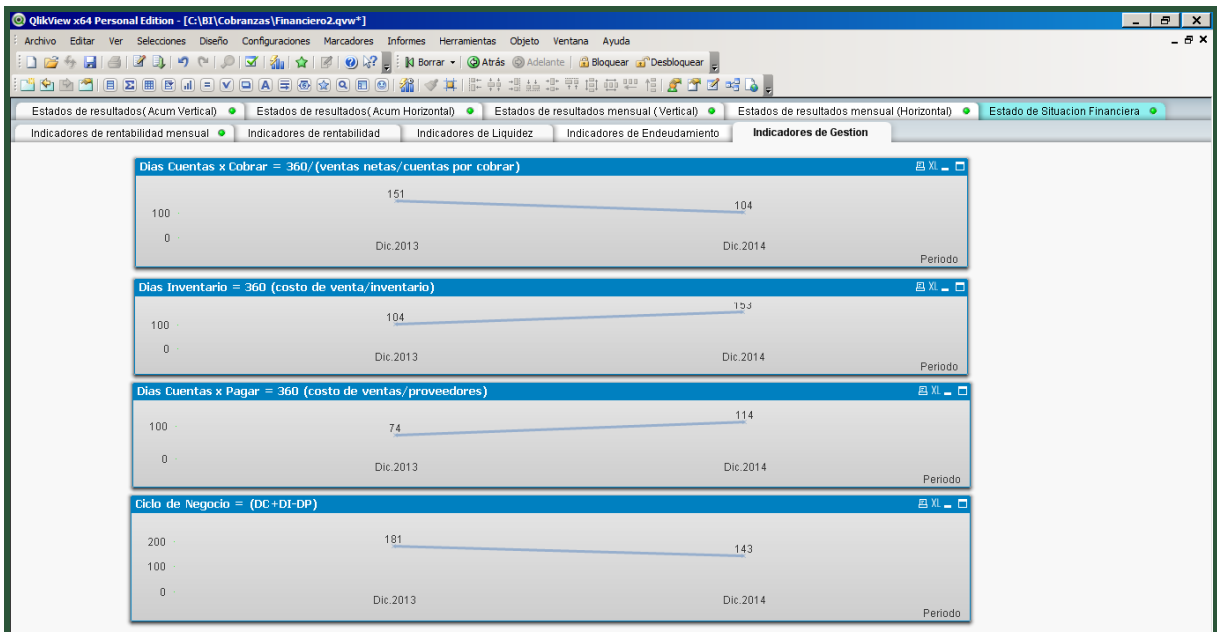 QlikView x64 Personal Edition - [C:\BI\Cobranzas\Financiero2.qvw*]
Archivo Editar Ver Selecciones Diseño Configuraciones Marcadores Informes Herramientas Objeto Ventana Ayuda
Borrar Atrás Adelante Bloquear Desbloquear
Estados de resultados(Acum Vertical) Estados de resultados(Acum Horizontal) Estados de resultados mensual (Vertical) Estados de resultados mensual (Horizontal) Estado de Situacion Financiera
Indicadores de rentabilidad mensual Indicadores de rentabilidad Indicadores de Liquidez Indicadores de Endeudamiento Indicadores de Gestion
Dias Cuentas x Cobrar = 360/(ventas netas/cuentas por cobrar) XL
151
104
100
0
Dic.2013 Dic.2014
Periodo
Dias Inventario = 360 (costo de venta/inventario) XL
153
104
100
0
Dic.2013 Dic.2014
Periodo
Dias Cuentas x Pagar = 360 (costo de ventas/proveedores) XL
114
100
74
0
Dic.2013 Dic.2014
Periodo
Ciclo de Negocio = (DC+DI-DP) XL
181
200
143
100
0
Dic.2013 Dic.2014
Periodo